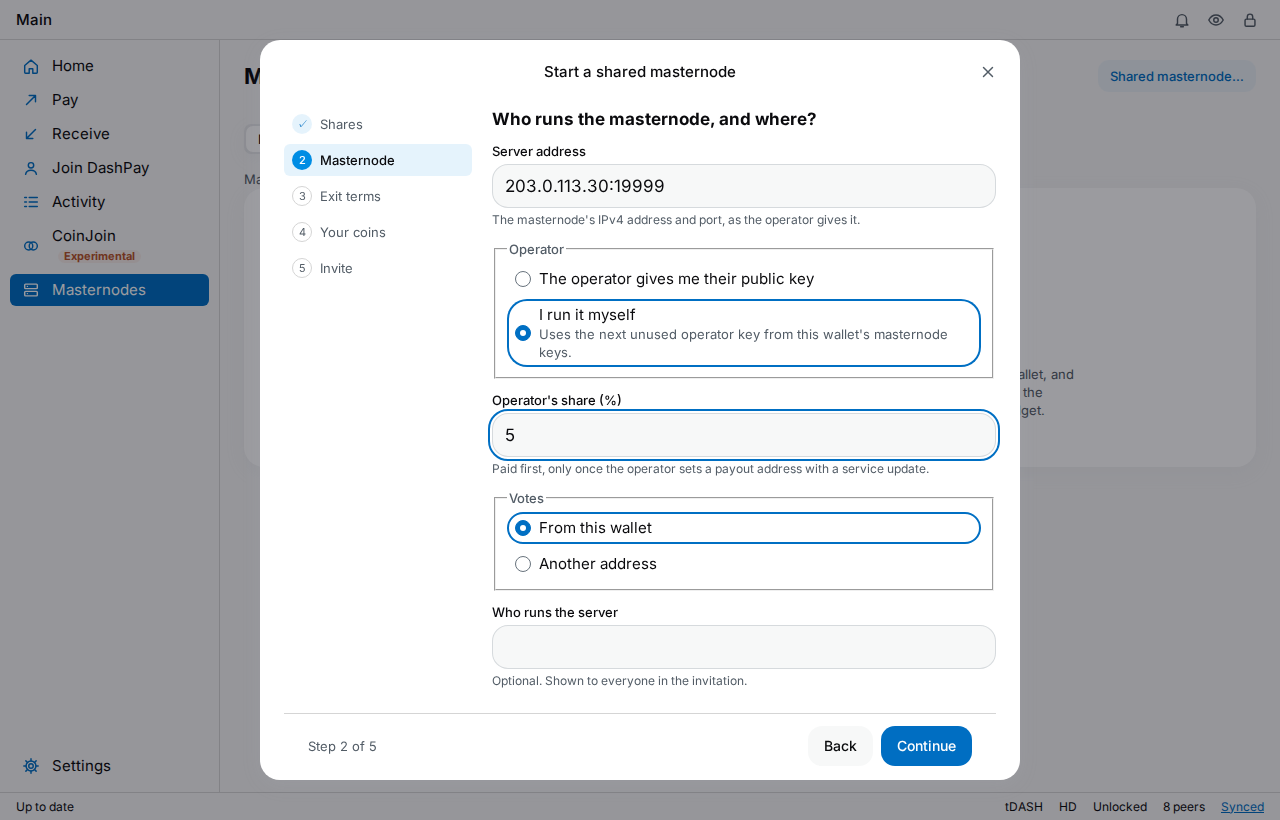 Main
Home
Pay
Receive
Join DashPay
Activity
CoinJoin
Experimental
Masternodes
Settings
Shared masternode...
Start a shared masternode
✓ Shares
2 Masternode
3 Exit terms
4 Your coins
5 Invite
Who runs the masternode, and where?
Server address
203.0.113.30:19999
The masternode's IPv4 address and port, as the operator gives it.
Operator
The operator gives me their public key
I run it myself
Uses the next unused operator key from this wallet's masternode
keys.
Operator's share (%)
5
Paid first, only once the operator sets a payout address with a service update.
Votes
From this wallet
Another address
Who runs the server
Optional. Shown to everyone in the invitation.
Step 2 of 5
Back
Continue
and
the
Up to date
tDASH
HD
Unlocked
8 peers
Synced